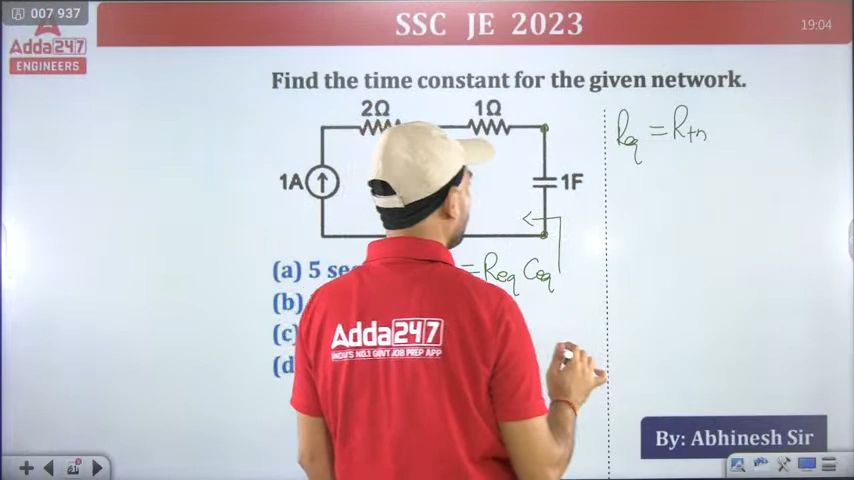 007 937
SSC JE 2023
19:04
Adda247
ENGINEERS
Find the time constant for the given network.
2Ω
1Ω
1A
1F
Req = Rth
(a) 5 se
= Req Ceq
(b)
(c)
(d
Adda247
INDIA'S NO.1 GOVT JOB PREP APP
By: Abhinesh Sir